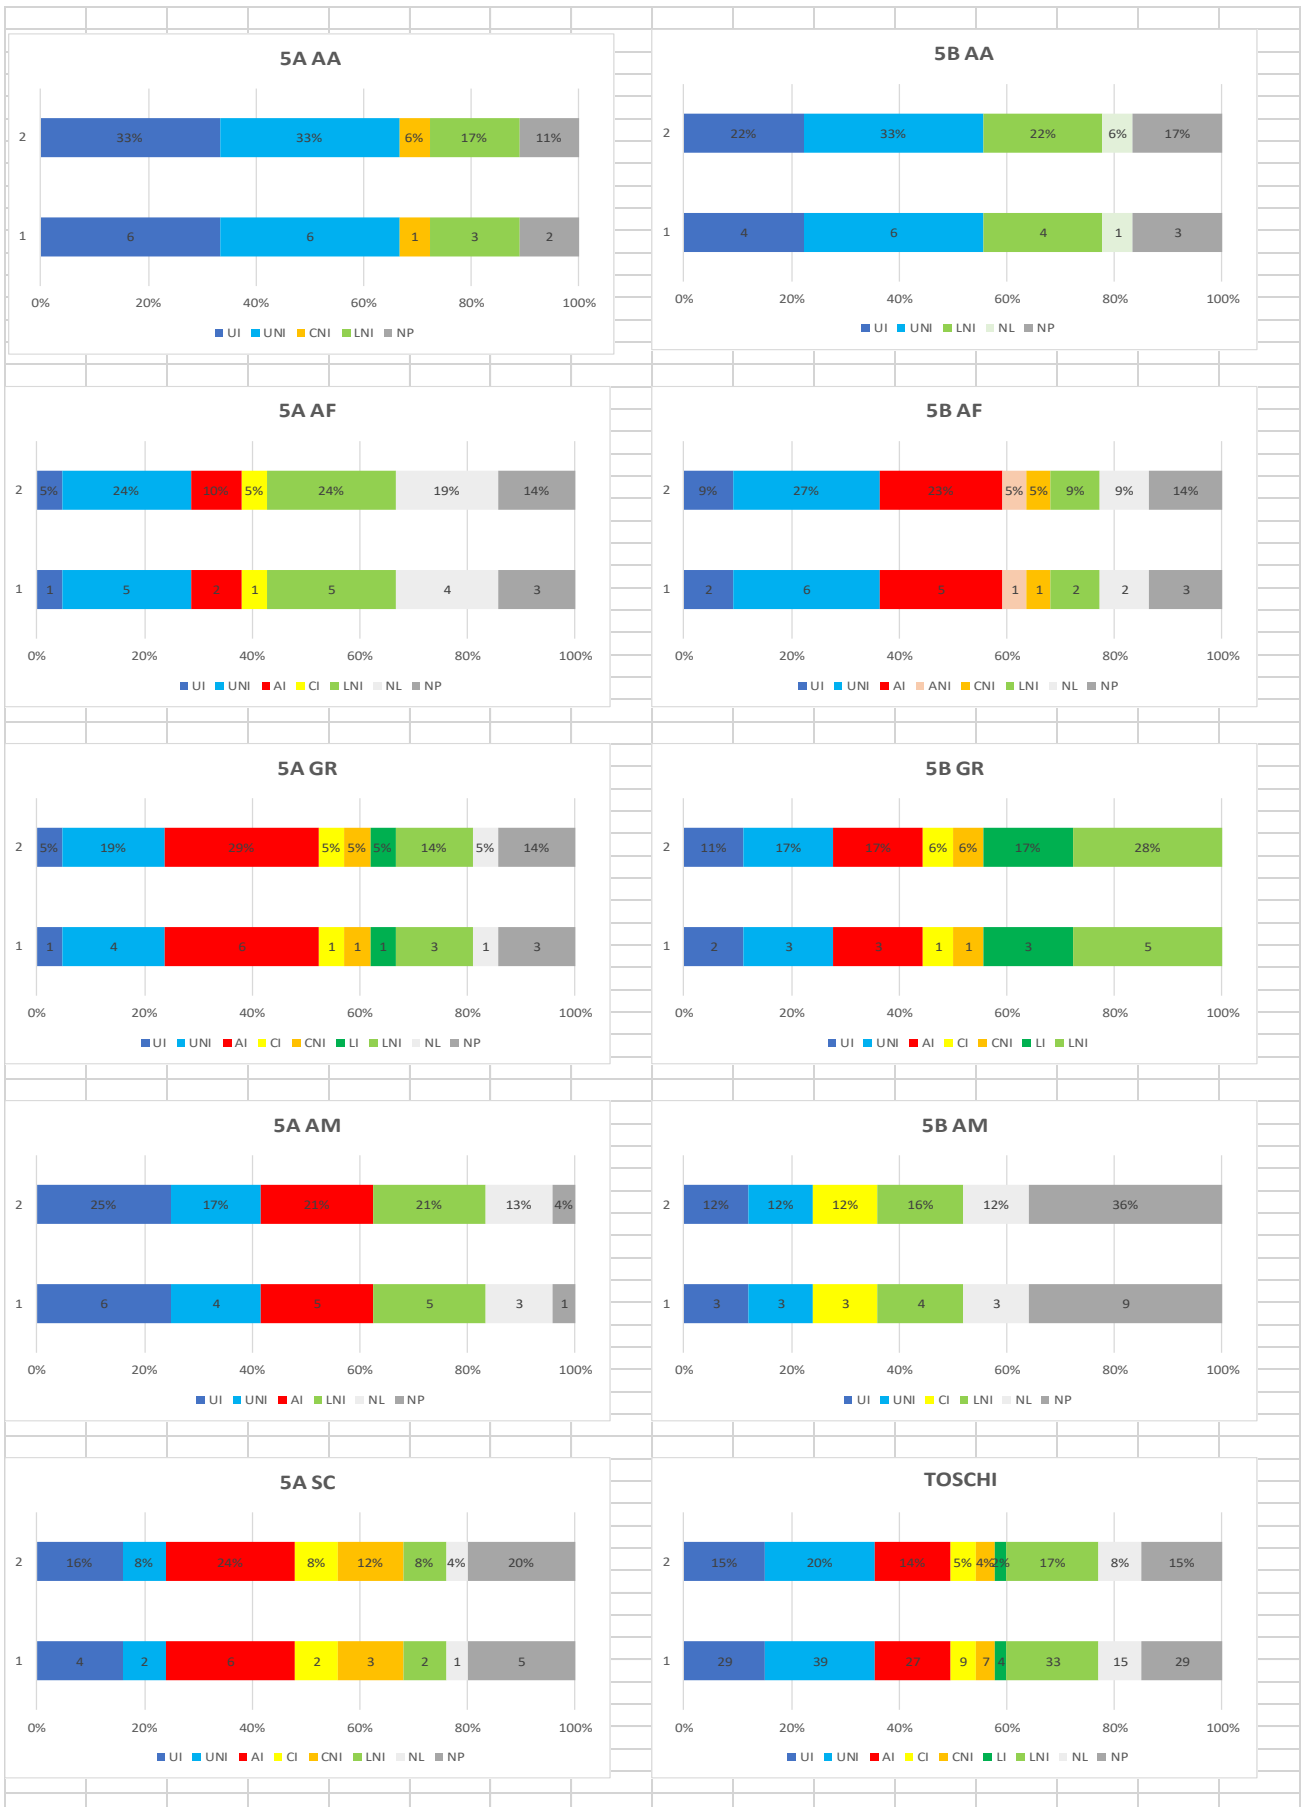 5A AA
2 33% 33% 6% 17% 11%
1 6 6 1 3 2
0% 20% 40% 60% 80% 100%
UI UNI CNI LNI NP
5B AA
2 22% 33% 22% 6% 17%
1 4 6 4 1 3
0% 20% 40% 60% 80% 100%
UI UNI LNI NL NP
5A AF
2 5% 24% 10% 5% 24% 19% 14%
1 1 5 2 1 5 4 3
0% 20% 40% 60% 80% 100%
UI UNI AI CI LNI NL NP
5B AF
2 9% 27% 23% 5% 5% 9% 9% 14%
1 2 6 5 1 1 2 2 3
0% 20% 40% 60% 80% 100%
UI UNI AI ANI CNI LNI NL NP
5A GR
2 5% 19% 29% 5% 5% 5% 14% 5% 14%
1 1 4 6 1 1 1 3 1 3
0% 20% 40% 60% 80% 100%
UI UNI AI CI CNI LI LNI NL NP
5B GR
2 11% 17% 17% 6% 6% 17% 28%
1 2 3 3 1 1 3 5
0% 20% 40% 60% 80% 100%
UI UNI AI CI CNI LI LNI
5A AM
2 25% 17% 21% 21% 13% 4%
1 6 4 5 5 3 1
0% 20% 40% 60% 80% 100%
UI UNI AI LNI NL NP
5B AM
2 12% 12% 12% 16% 12% 36%
1 3 3 3 4 3 9
0% 20% 40% 60% 80% 100%
UI UNI CI LNI NL NP
5A SC
2 16% 8% 24% 8% 12% 8% 4% 20%
1 4 2 6 2 3 2 1 5
0% 20% 40% 60% 80% 100%
UI UNI AI CI CNI LNI NL NP
TOSCHI
2 15% 20% 14% 5% 4% 2% 17% 8% 15%
1 29 39 27 9 7 4 33 15 29
0% 20% 40% 60% 80% 100%
UI UNI AI CI CNI LI LNI NL NP